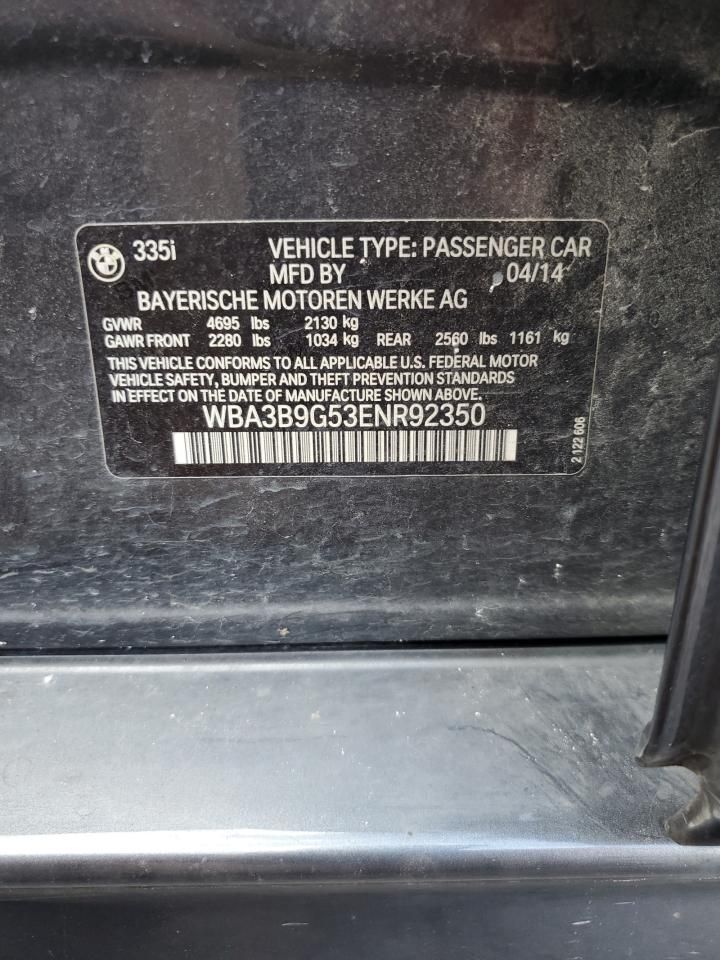 335i VEHICLE TYPE: PASSENGER CAR
MFD BY 04/14
BAYERISCHE MOTOREN WERKE AG
GVWR 4695 lbs 2130 kg
GAWR FRONT 2280 lbs 1034 kg REAR 2560 lbs 1161 kg
THIS VEHICLE CONFORMS TO ALL APPLICABLE U.S. FEDERAL MOTOR
VEHICLE SAFETY, BUMPER AND THEFT PREVENTION STANDARDS
IN EFFECT ON THE DATE OF MANUFACTURE SHOWN ABOVE.
WBA3B9G53ENR92350
2 122 606